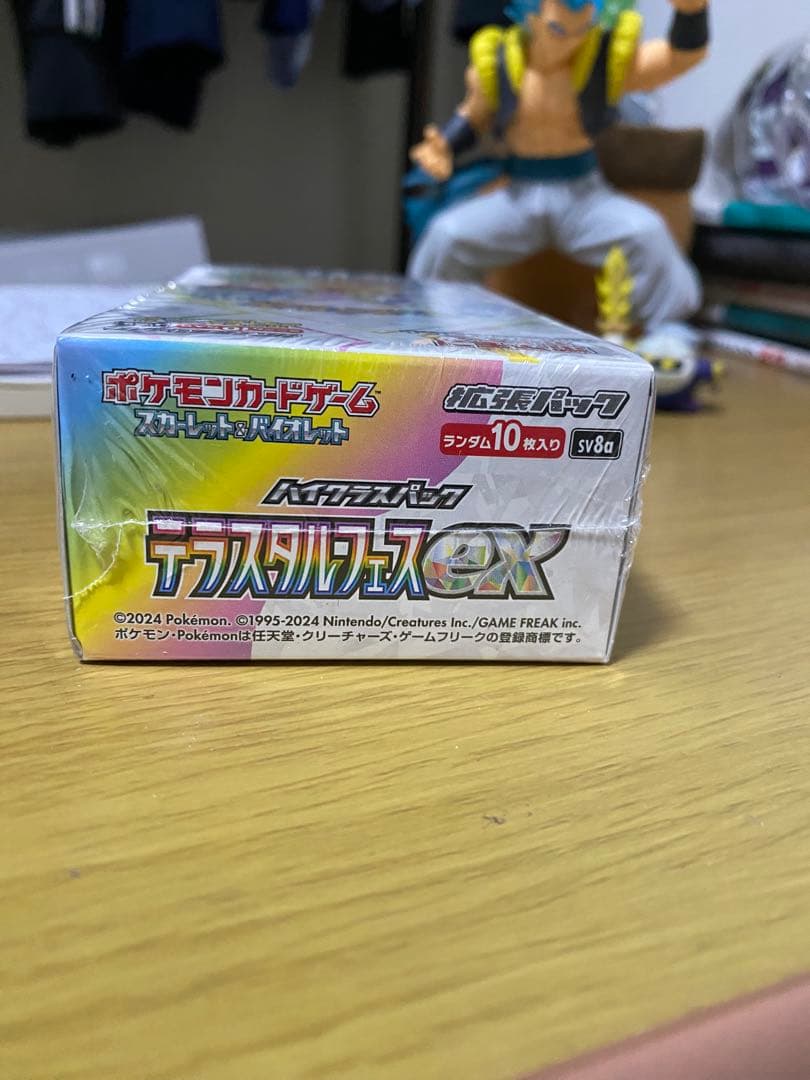 ポケモンカードゲーム™
スカーレット&バイオレット
拡張パック
ランダム10枚入り
SV8a
ハイクラスパック
テラスタル・フェスex
©2024 Pokémon. ©1995-2024 Nintendo/Creatures Inc./GAME FREAK inc.
ポケモン・Pokémonは任天堂・クリーチャーズ・ゲームフリークの登録商標です。